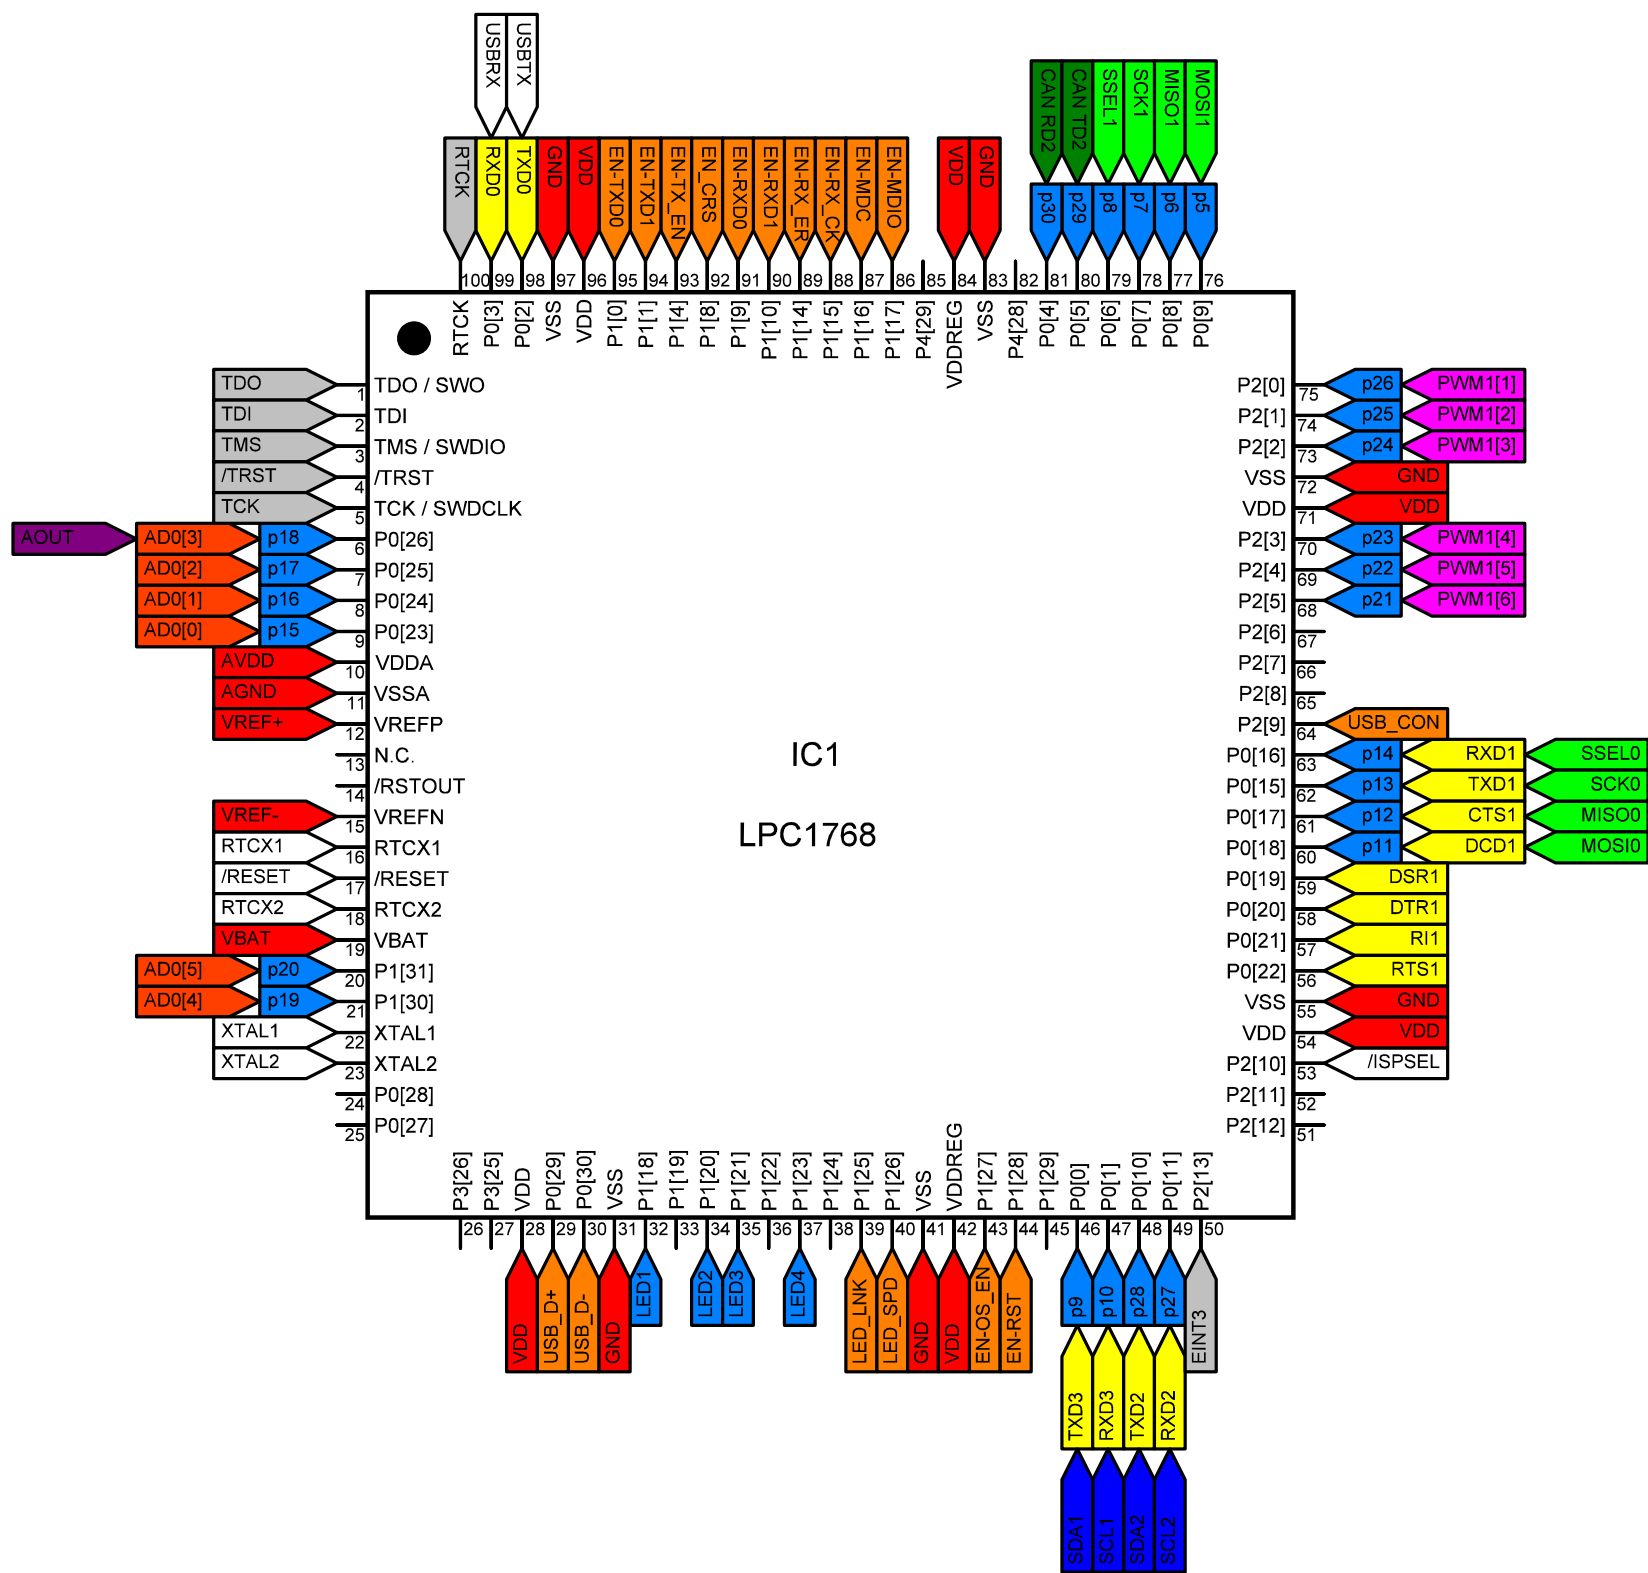 USBRX USBTX
CAN RD2 CAN TD2 SSEL1 SCK1 MISO1 MOSI1
RTCK RXD0 TXD0 GND VDD EN-TXD0 EN-TXD1 EN-TX_EN EN_CRS EN-RXD0 EN-RXD1 EN-RX_ER EN-RX_CK EN-MDC EN-MDIO VDD GND p30 p29 p8 p7 p6 p5
100 99 98 97 96 95 94 93 92 91 90 89 88 87 86 85 84 83 82 81 80 79 78 77 76
RTCK P0[3] P0[2] VSS VDD P1[0] P1[1] P1[4] P1[8] P1[9] P1[10] P1[14] P1[15] P1[16] P1[17] P4[29] VDDREG VSS P4[28] P0[4] P0[5] P0[6] P0[7] P0[8] P0[9]
TDO 1 TDO / SWO
TDI 2 TDI
TMS 3 TMS / SWDIO
/TRST 4 /TRST
TCK 5 TCK / SWDCLK
AOUT AD0[3] p18 6 P0[26]
AD0[2] p17 7 P0[25]
AD0[1] p16 8 P0[24]
AD0[0] p15 9 P0[23]
AVDD 10 VDDA
AGND 11 VSSA
VREF+ 12 VREFP
13 N.C.
14 /RSTOUT
VREF- 15 VREFN
RTCX1 16 RTCX1
/RESET 17 /RESET
RTCX2 18 RTCX2
VBAT 19 VBAT
AD0[5] p20 20 P1[31]
AD0[4] p19 21 P1[30]
XTAL1 22 XTAL1
XTAL2 23 XTAL2
24 P0[28]
25 P0[27]
IC1
LPC1768
P2[0] 75 p26 PWM1[1]
P2[1] 74 p25 PWM1[2]
P2[2] 73 p24 PWM1[3]
VSS 72 GND
VDD 71 VDD
P2[3] 70 p23 PWM1[4]
P2[4] 69 p22 PWM1[5]
P2[5] 68 p21 PWM1[6]
P2[6] 67
P2[7] 66
P2[8] 65
P2[9] 64 USB_CON
P0[16] 63 p14 RXD1 SSEL0
P0[15] 62 p13 TXD1 SCK0
P0[17] 61 p12 CTS1 MISO0
P0[18] 60 p11 DCD1 MOSI0
P0[19] 59 DSR1
P0[20] 58 DTR1
P0[21] 57 RI1
P0[22] 56 RTS1
VSS 55 GND
VDD 54 VDD
P2[10] 53 /ISPSEL
P2[11] 52
P2[12] 51
P3[26] P3[25] VDD P0[29] P0[30] VSS P1[18] P1[19] P1[20] P1[21] P1[22] P1[23] P1[24] P1[25] P1[26] VSS VDDREG P1[27] P1[28] P1[29] P0[0] P0[1] P0[10] P0[11] P2[13]
26 27 28 29 30 31 32 33 34 35 36 37 38 39 40 41 42 43 44 45 46 47 48 49 50
VDD USB_D+ USB_D- GND LED1 LED2 LED3 LED4 LED_LNK LED_SPD GND VDD EN-OS_EN EN-RST p9 p10 p28 p27 EINT3
TXD3 RXD3 TXD2 RXD2
SDA1 SCL1 SDA2 SCL2